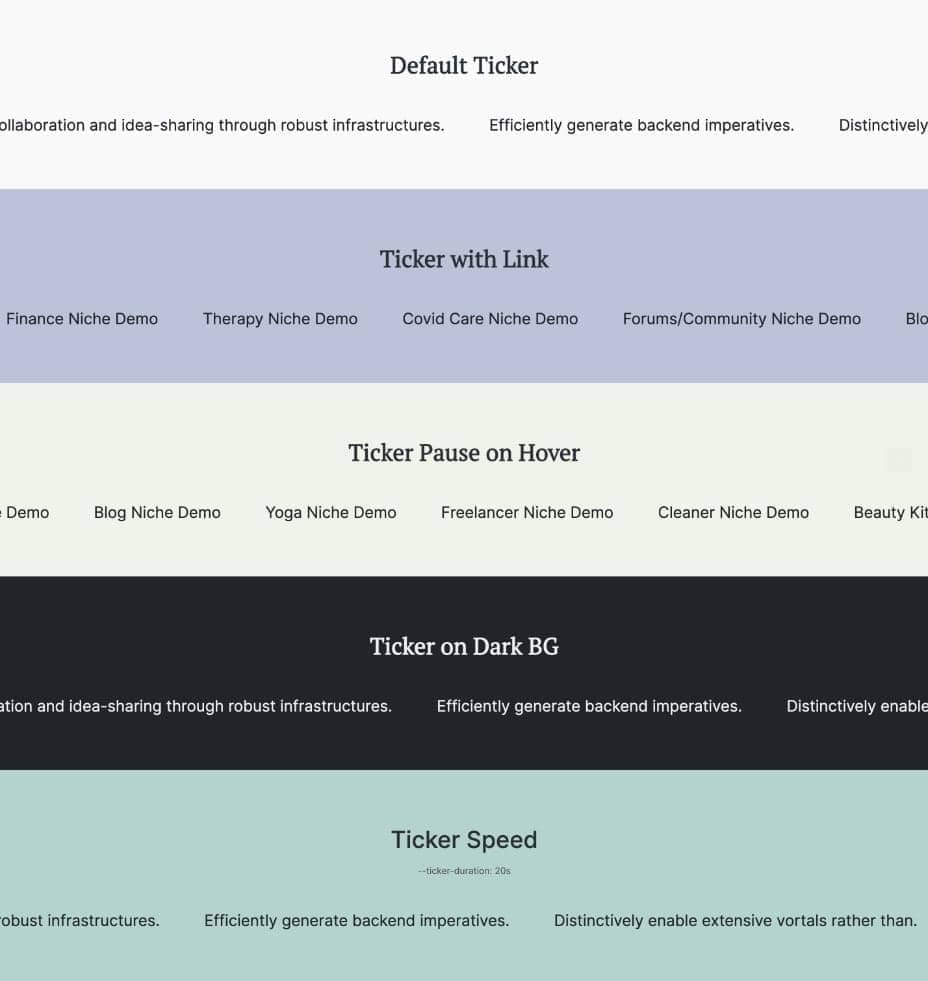 Default Ticker
ollaboration and idea-sharing through robust infrastructures. Efficiently generate backend imperatives. Distinctively
Ticker with Link
Finance Niche Demo Therapy Niche Demo Covid Care Niche Demo Forums/Community Niche Demo Blo
Ticker Pause on Hover
e Demo Blog Niche Demo Yoga Niche Demo Freelancer Niche Demo Cleaner Niche Demo Beauty Kit
Ticker on Dark BG
ation and idea-sharing through robust infrastructures. Efficiently generate backend imperatives. Distinctively enable
Ticker Speed
--ticker-duration: 20s
robust infrastructures. Efficiently generate backend imperatives. Distinctively enable extensive vortals rather than.